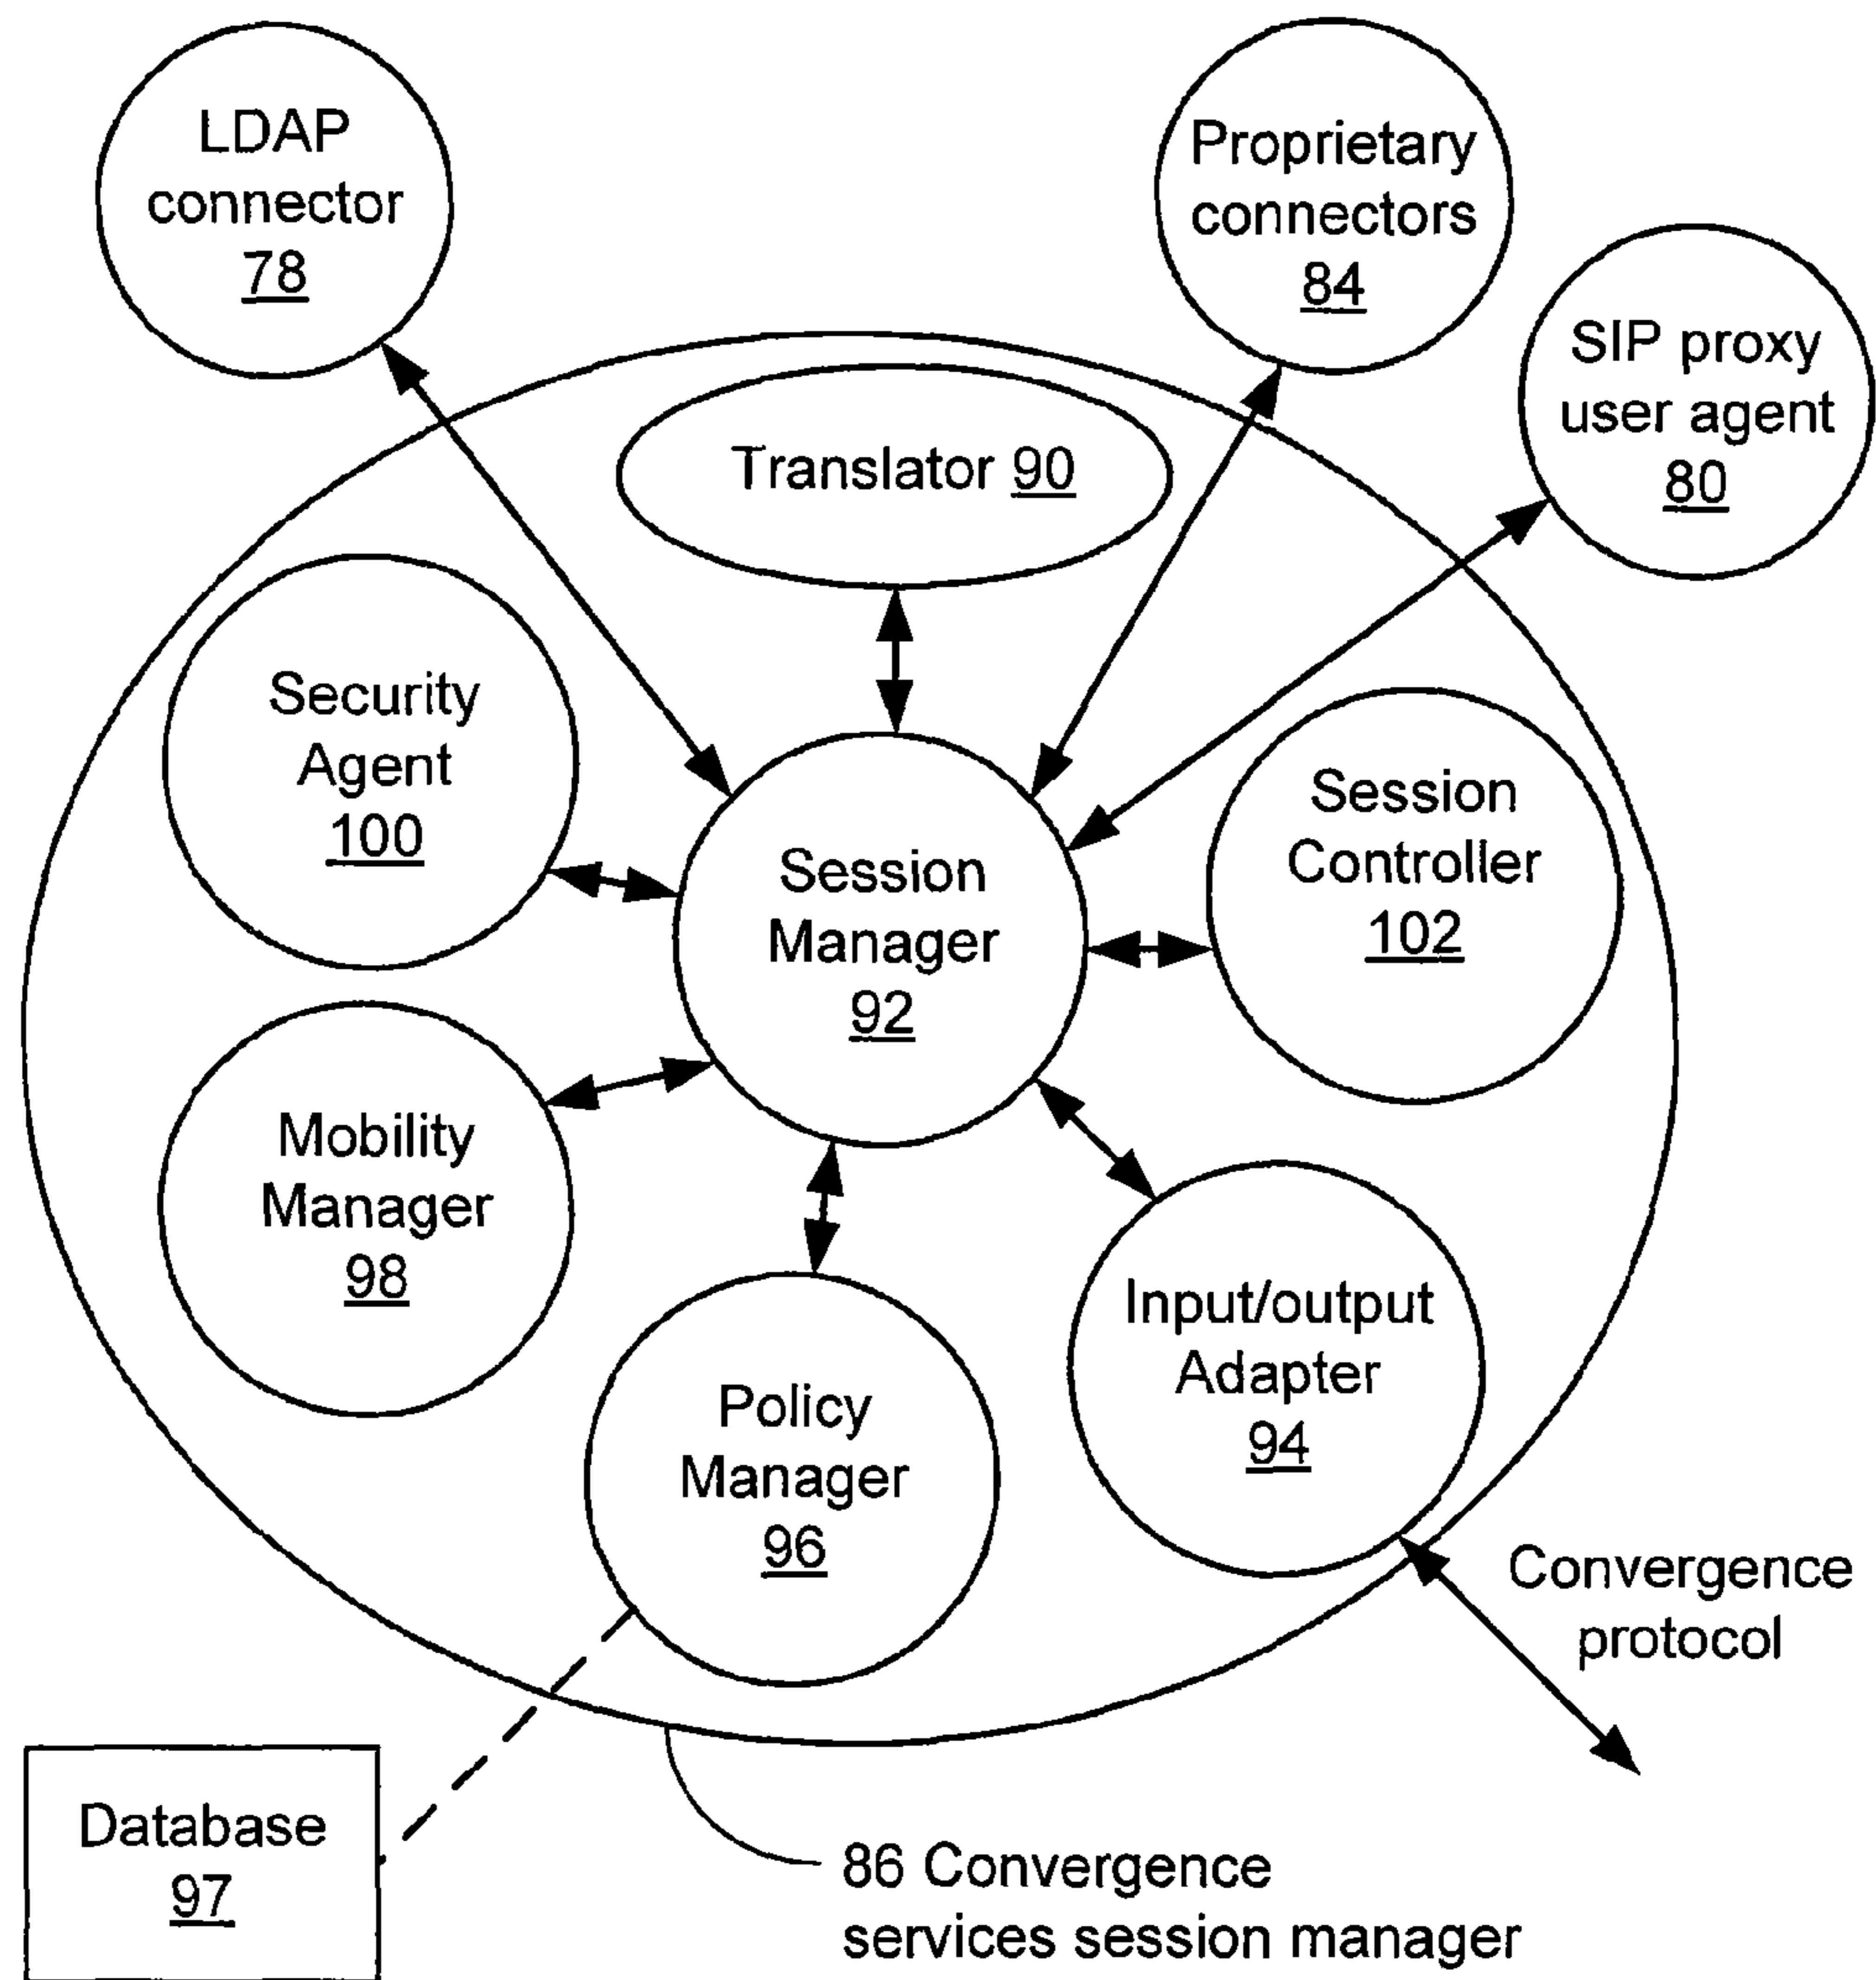 LDAP
connector
78
Proprietary
connectors
84
SIP proxy
user agent
80
Translator 90
Security
Agent
100
Session
Manager
92
Session
Controller
102
Mobility
Manager
98
Input/output
Adapter
94
Policy
Manager
96
Convergence
protocol
Database
97
86 Convergence
services session manager